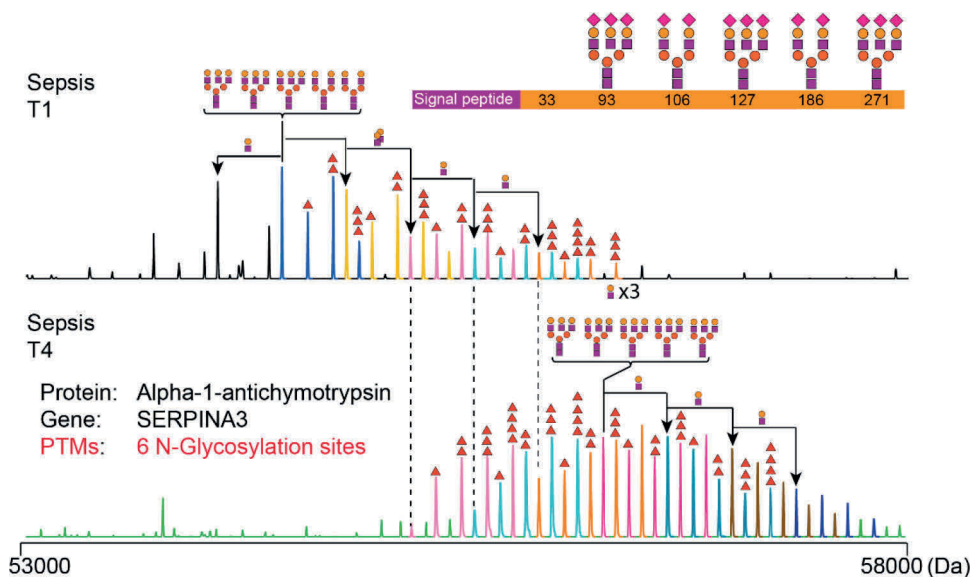 Sepsis
T1
Signal peptide 33 93 106 127 186 271
x3
Sepsis
T4
Protein: Alpha-1-antichymotrypsin
Gene: SERPINA3
PTMs: 6 N-Glycosylation sites
53000 58000 (Da)